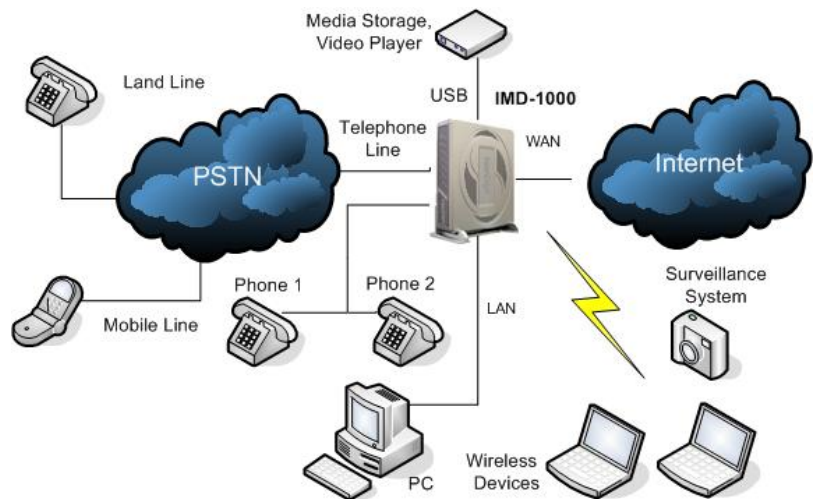 Media Storage,
Video Player
Land Line
USB
IMD-1000
Telephone
Line
WAN
PSTN
Internet
Surveillance
System
Phone 1
Phone 2
LAN
Mobile Line
Wireless
Devices
PC